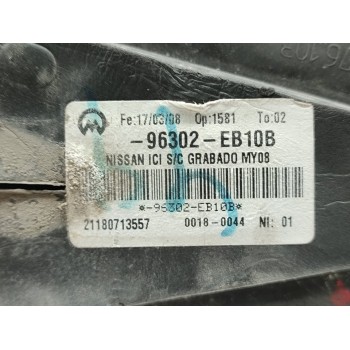 Fe:17/03/08 Op:1581 To:02
-96302-EB10B
NISSAN ICI S/C GRABADO MY08
*-96302-EB10B*
21180713557 0018-0044 NI: 01